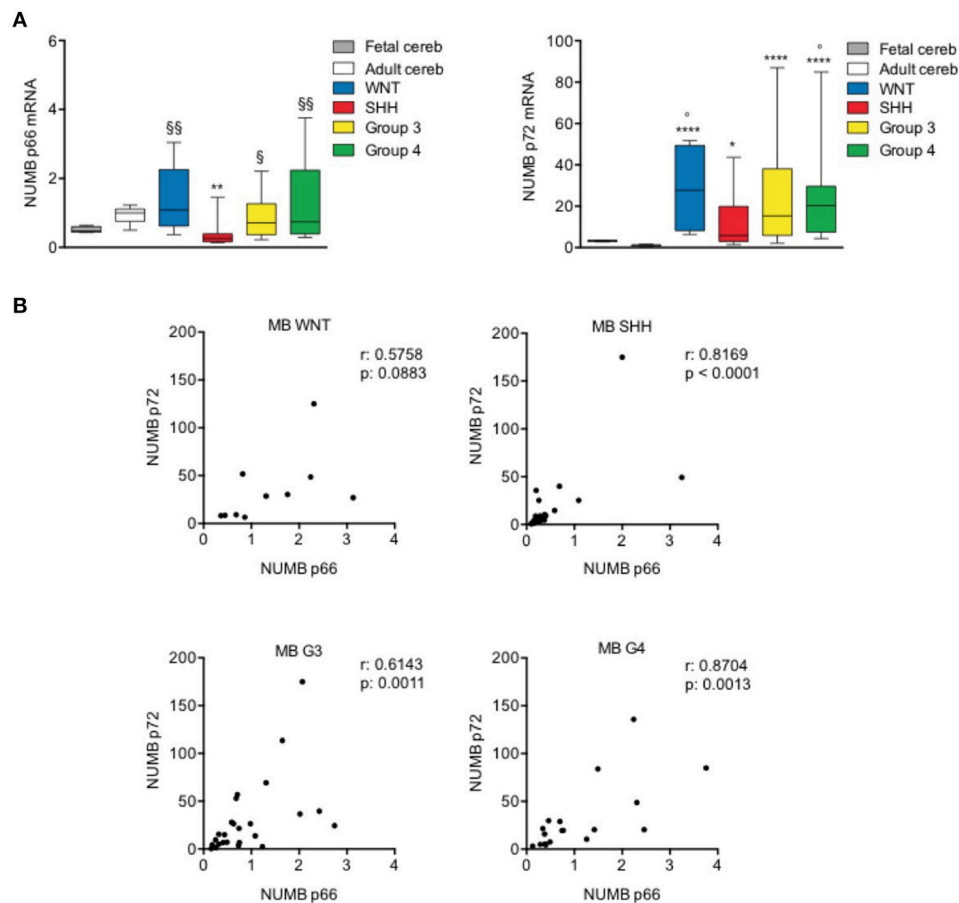 A
NUMB p66 mRNA
6
4
2
0
§§
**
§
§§
Fetal cereb
Adult cereb
WNT
SHH
Group 3
Group 4
NUMB p72 mRNA
100
80
60
40
20
0
°
****
*
****
°
****
Fetal cereb
Adult cereb
WNT
SHH
Group 3
Group 4
B
MB WNT
r: 0.5758
p: 0.0883
NUMB p72
200
150
100
50
0
0 1 2 3 4
NUMB p66
MB SHH
r: 0.8169
p < 0.0001
NUMB p72
200
150
100
50
0
0 1 2 3 4
NUMB p66
MB G3
r: 0.6143
p: 0.0011
NUMB p72
200
150
100
50
0
0 1 2 3 4
NUMB p66
MB G4
r: 0.8704
p: 0.0013
NUMB p72
200
150
100
50
0
0 1 2 3 4
NUMB p66